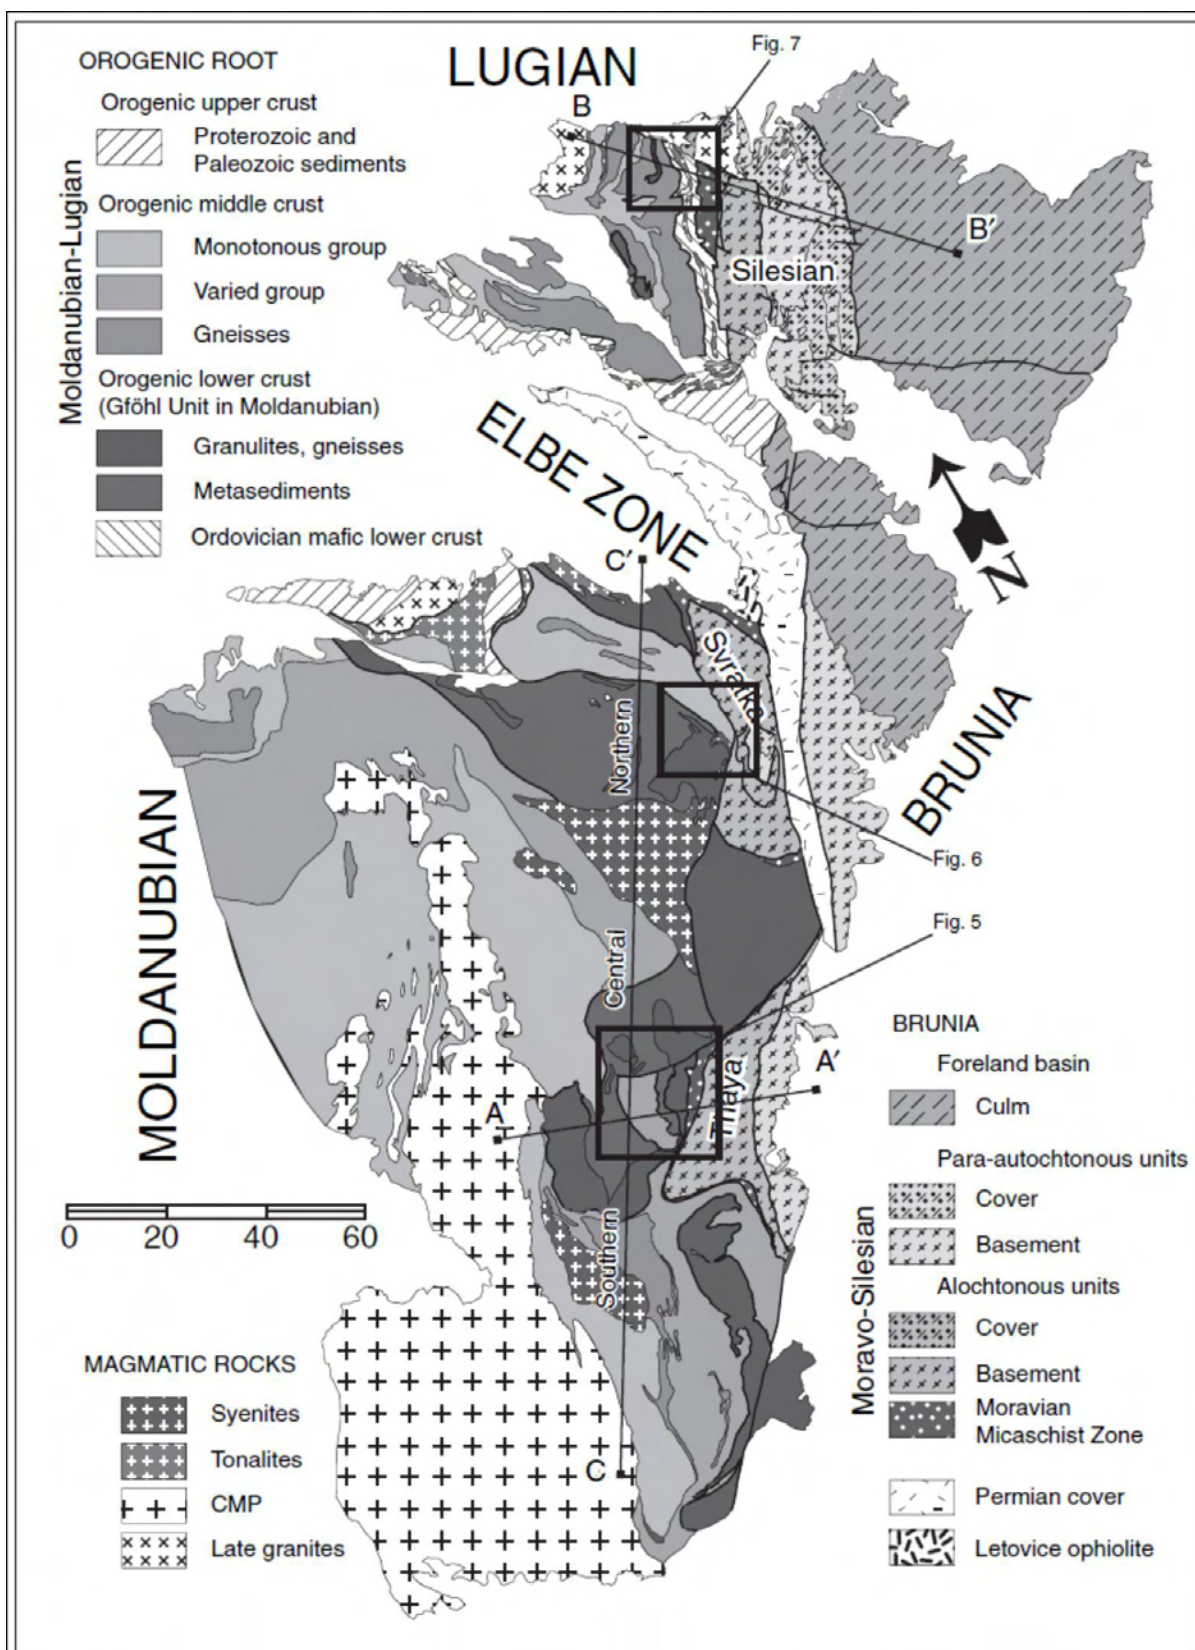 OROGENIC ROOT
Orogenic upper crust
Proterozoic and
Paleozoic sediments
Orogenic middle crust
Monotonous group
Varied group
Gneisses
Orogenic lower crust
(Gföhl Unit in Moldanubian)
Granulites, gneisses
Metasediments
Ordovician mafic lower crust
Moldanubian-Lugian
LUGIAN
Fig. 7
B
B′
Silesian
ELBE ZONE
C′
N
Svratka
Northern
BRUNIA
Fig. 6
MOLDANUBIAN
Central
Fig. 5
A
A′
Thaya
Southern
C
0 20 40 60
MAGMATIC ROCKS
Syenites
Tonalites
CMP
Late granites
BRUNIA
Foreland basin
Culm
Para-autochtonous units
Cover
Basement
Alochtonous units
Cover
Basement
Moravian
Micaschist Zone
Moravo-Silesian
Permian cover
Letovice ophiolite